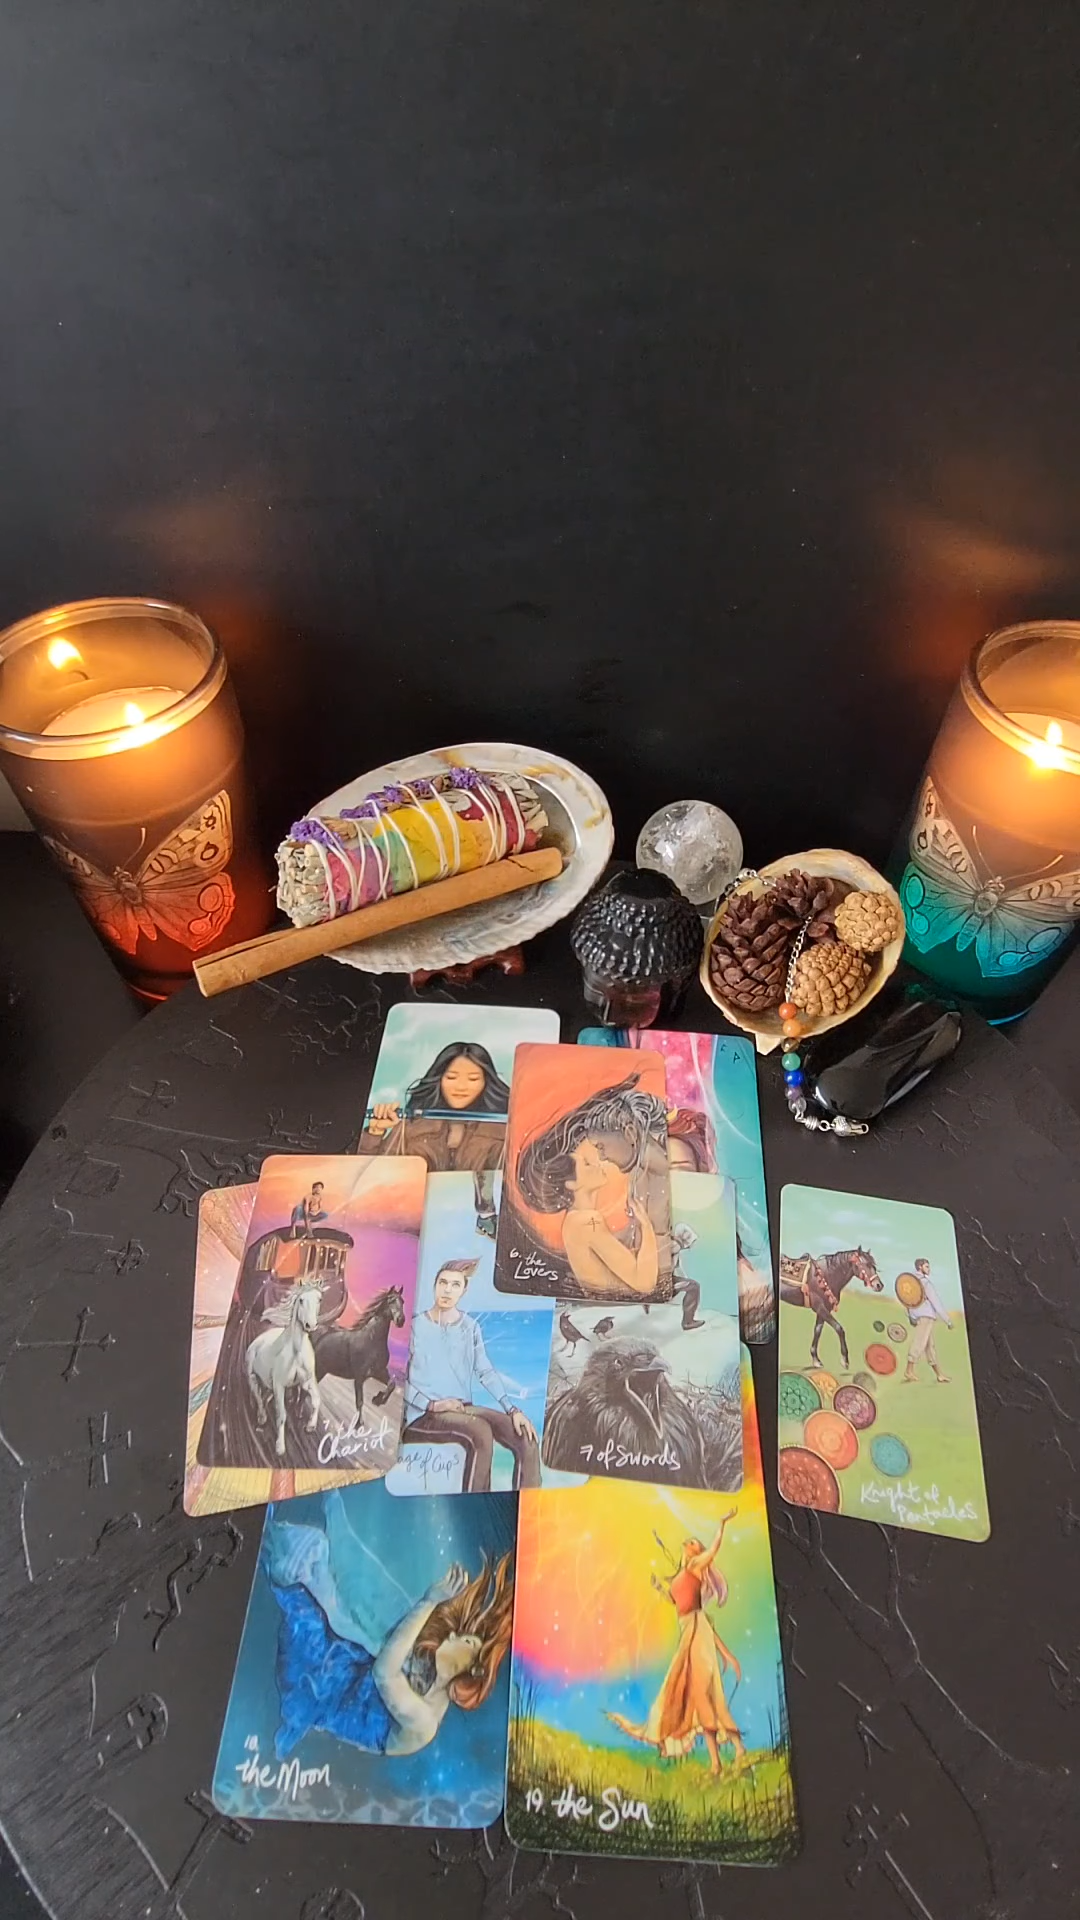 6. the
Lovers
7 the
Chariot
age of Cups
7 of Swords
Knight of
Pentacles
18
the Moon
19 the Sun